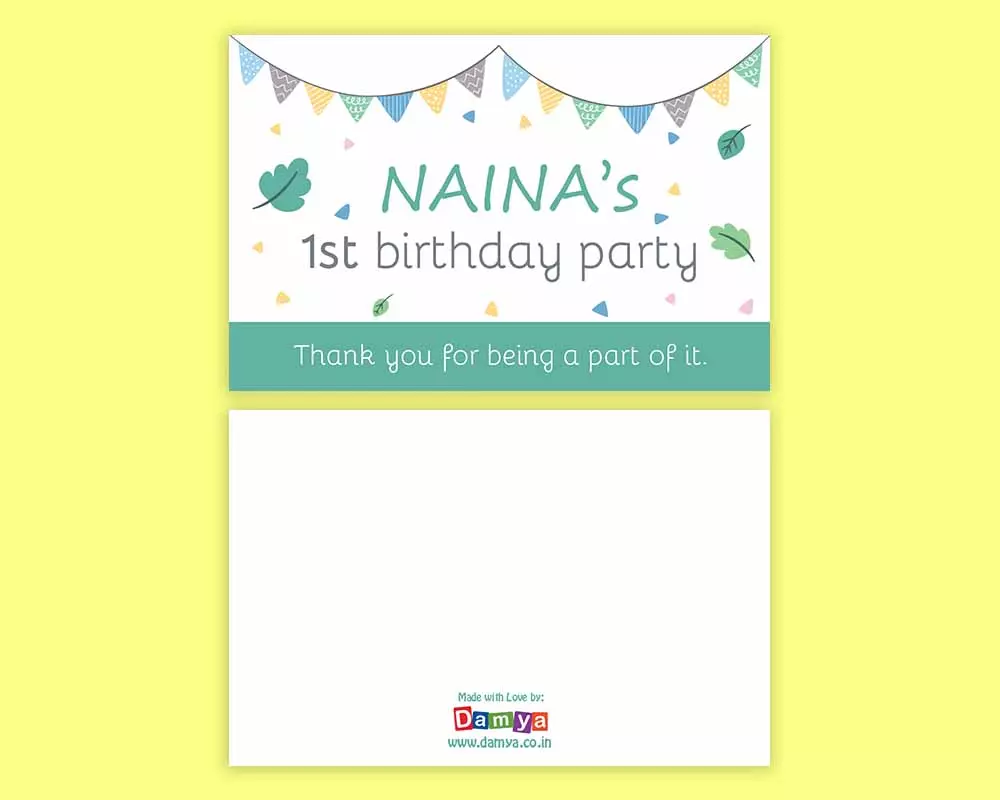 NAINA's
1st birthday party
Thank you for being a part of it.
Made with Love by:
Damya
www.damya.co.in